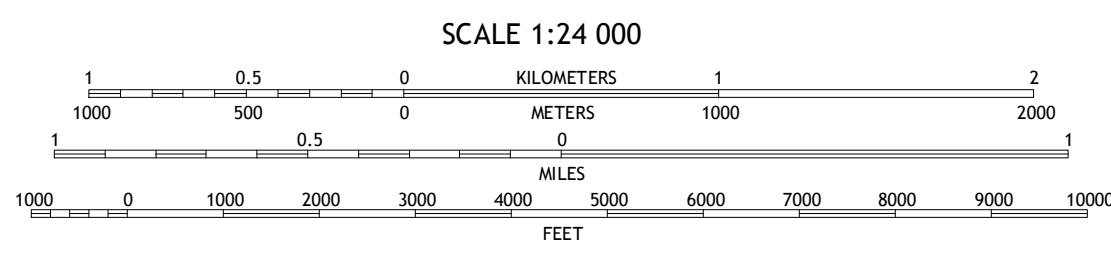 SCALE 1:24 000
1 0.5 0 KILOMETERS 1 2
1000 500 0 METERS 1000 2000
1 0.5 0 1
MILES
1000 0 1000 2000 3000 4000 5000 6000 7000 8000 9000 10000
FEET